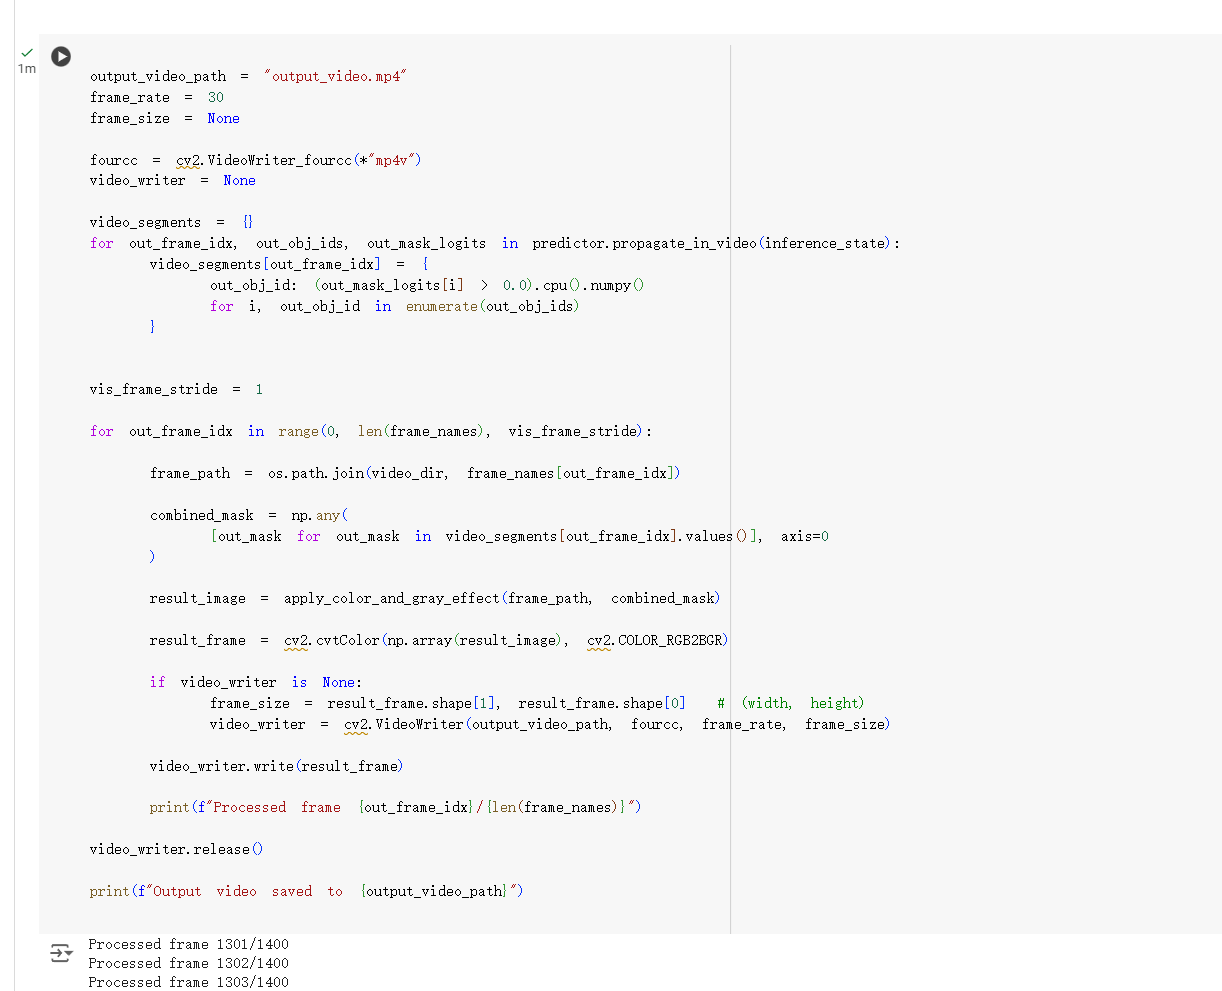 1m
output_video_path = "output_video.mp4"
frame_rate = 30
frame_size = None
fourcc = cv2.VideoWriter_fourcc(*"mp4v")
video_writer = None
video_segments = {}
for out_frame_idx, out_obj_ids, out_mask_logits in predictor.propagate_in_video(inference_state):
video_segments[out_frame_idx] = {
out_obj_id: (out_mask_logits[i] > 0.0).cpu().numpy()
for i, out_obj_id in enumerate(out_obj_ids)
}
vis_frame_stride = 1
for out_frame_idx in range(0, len(frame_names), vis_frame_stride):
frame_path = os.path.join(video_dir, frame_names[out_frame_idx])
combined_mask = np.any(
[out_mask for out_mask in video_segments[out_frame_idx].values()], axis=0
)
result_image = apply_color_and_gray_effect(frame_path, combined_mask)
result_frame = cv2.cvtColor(np.array(result_image), cv2.COLOR_RGB2BGR)
if video_writer is None:
frame_size = result_frame.shape[1], result_frame.shape[0] # (width, height)
video_writer = cv2.VideoWriter(output_video_path, fourcc, frame_rate, frame_size)
video_writer.write(result_frame)
print(f"Processed frame {out_frame_idx}/{len(frame_names)}")
video_writer.release()
print(f"Output video saved to {output_video_path}")
Processed frame 1301/1400
Processed frame 1302/1400
Processed frame 1303/1400